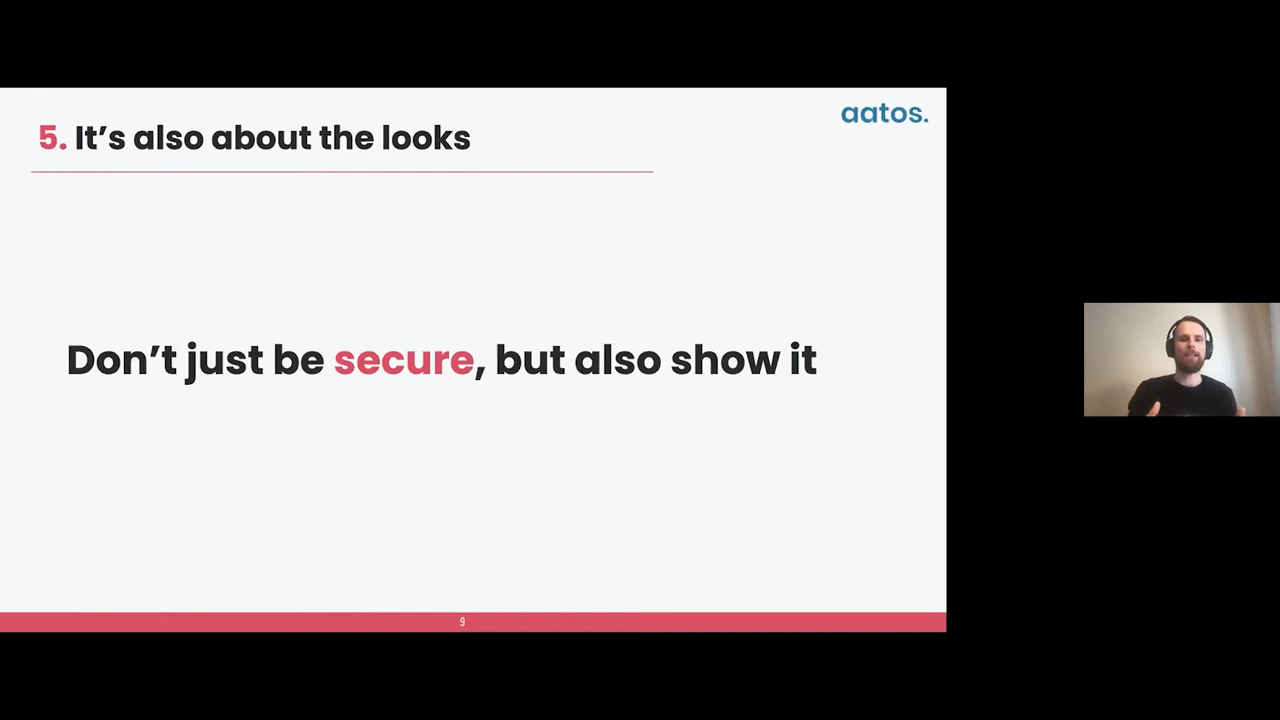 aatos.
5. It’s also about the looks
Don’t just be secure, but also show it
9